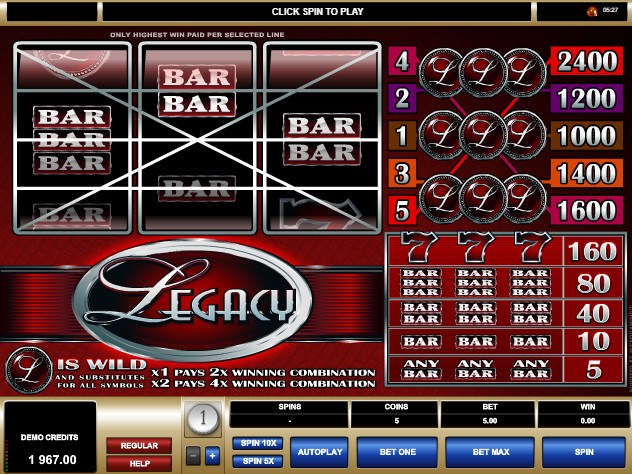 CLICK SPIN TO PLAY
05:27
ONLY HIGHEST WIN PAID PER SELECTED LINE
BAR
BAR
BAR
BAR
BAR
BAR
BAR
BAR
BAR
7
4 L L L 2400
2 1200
1 L L L 1000
3 1400
5 L L L 1600
7 7 7 160
BAR BAR BAR
BAR BAR BAR 80
BAR BAR BAR
BAR BAR BAR 40
BAR BAR BAR
BAR BAR BAR 10
ANY ANY ANY 5
BAR BAR BAR
LEGACY
L IS WILD
AND SUBSTITUTES
FOR ALL SYMBOLS
x1 PAYS 2x WINNING COMBINATION
x2 PAYS 4x WINNING COMBINATION
DEMO CREDITS
1 967.00
REGULAR
HELP
1
- +
SPINS
-
COINS
5
BET
5.00
WIN
0.00
SPIN 10X
SPIN 5X
AUTOPLAY
BET ONE
BET MAX
SPIN